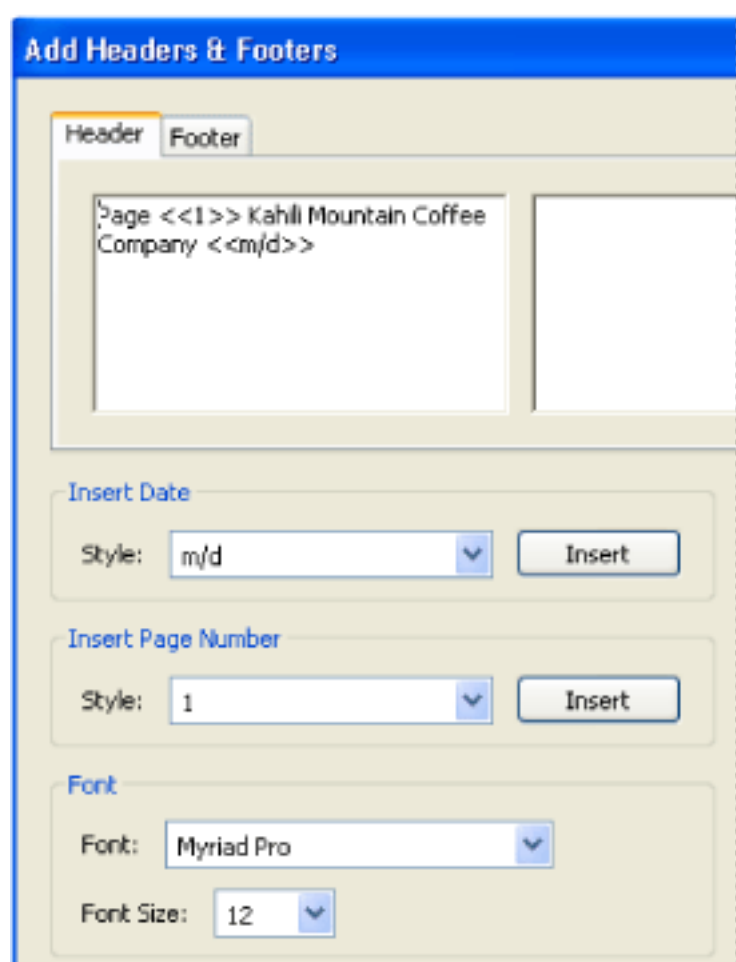 Add Headers & Footers
Header Footer
Page <<1>> Kahili Mountain Coffee
Company <<m/d>>
Insert Date
Style: m/d Insert
Insert Page Number
Style: 1 Insert
Font
Font: Myriad Pro
Font Size: 12